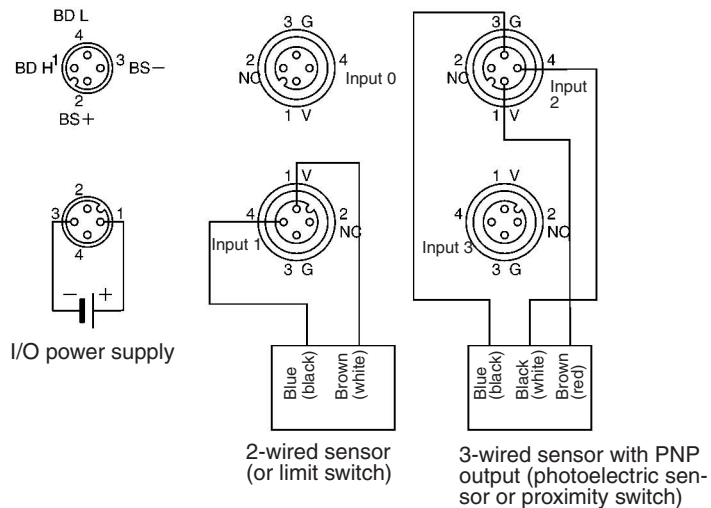 BD L
4
BD H 1
3 BS−
2
BS+
3 G
2
NC
4
Input 0
1 V
3 G
2
NC
4
Input
2
1 V
2
3
1
4
− +
I/O power supply
1 V
4
2
NC
Input 1
3 G
1 V
4
2
NC
Input 3
3 G
Blue
(black)
Brown
(white)
2-wired sensor
(or limit switch)
Blue
(black)
Black
(white)
Brown
(red)
3-wired sensor with PNP
output (photoelectric sen-
sor or proximity switch)